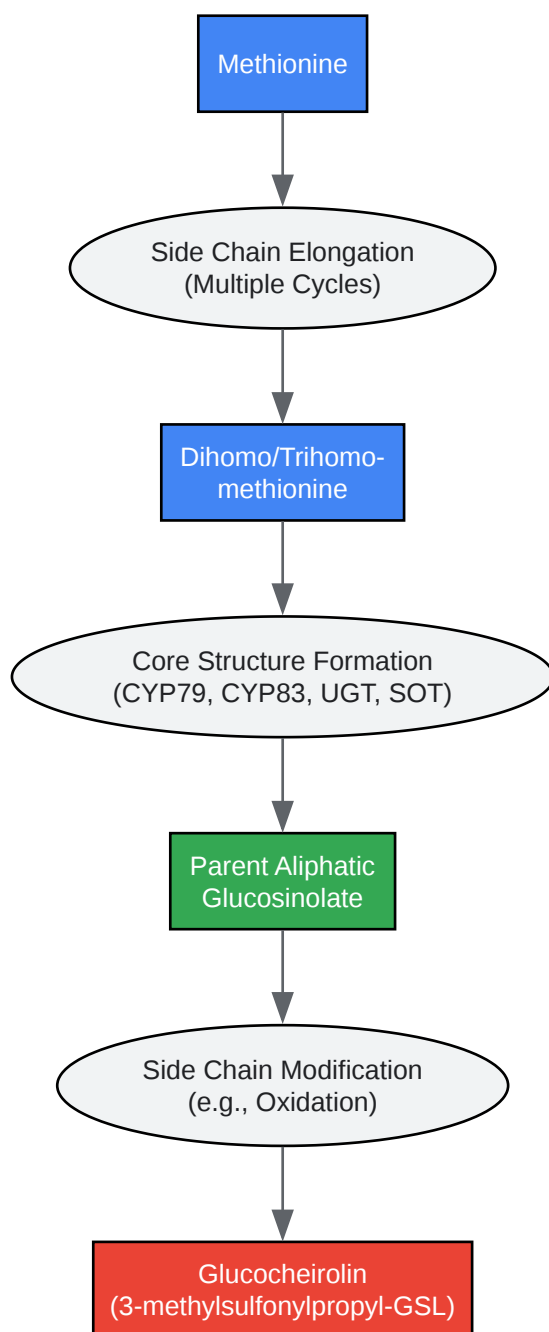 Methionine
Side Chain Elongation
(Multiple Cycles)
Dihomo/Trihomo-
methionine
Core Structure Formation
(CYP79, CYP83, UGT, SOT)
Parent Aliphatic
Glucosinolate
Side Chain Modification
(e.g., Oxidation)
Glucocheirolin
(3-methylsulfonylpropyl-GSL)